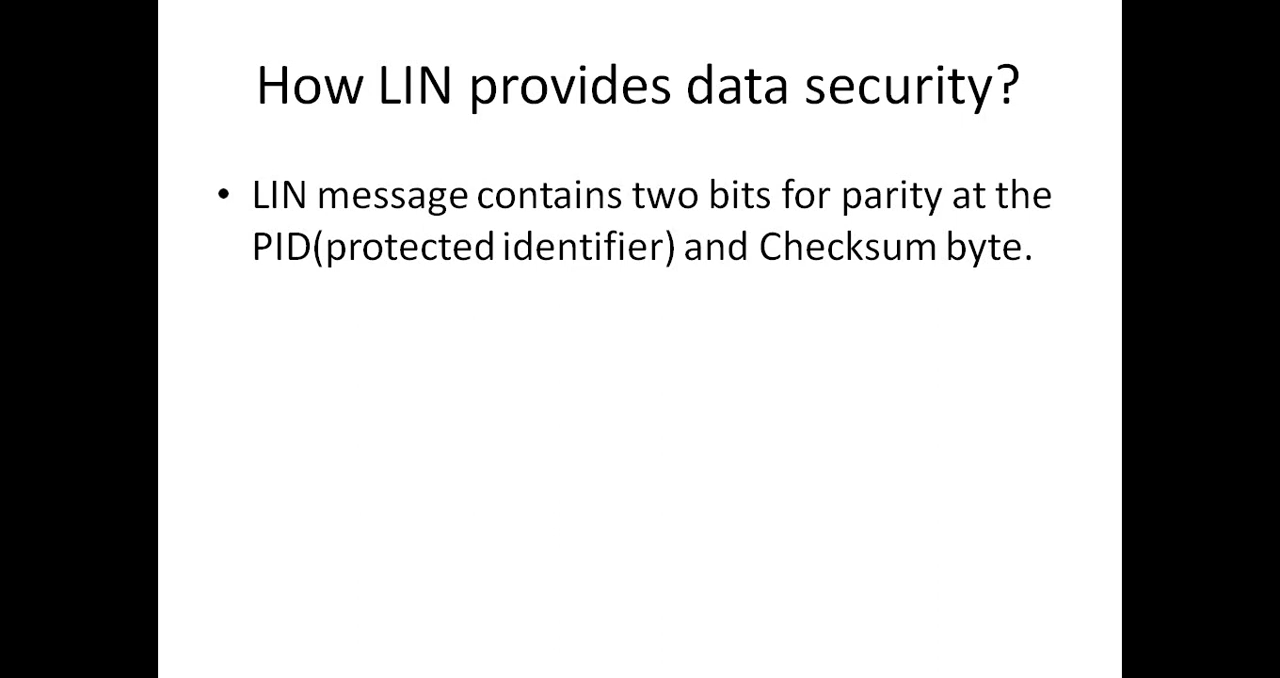 How LIN provides data security?
• LIN message contains two bits for parity at the
PID(protected identifier) and Checksum byte.